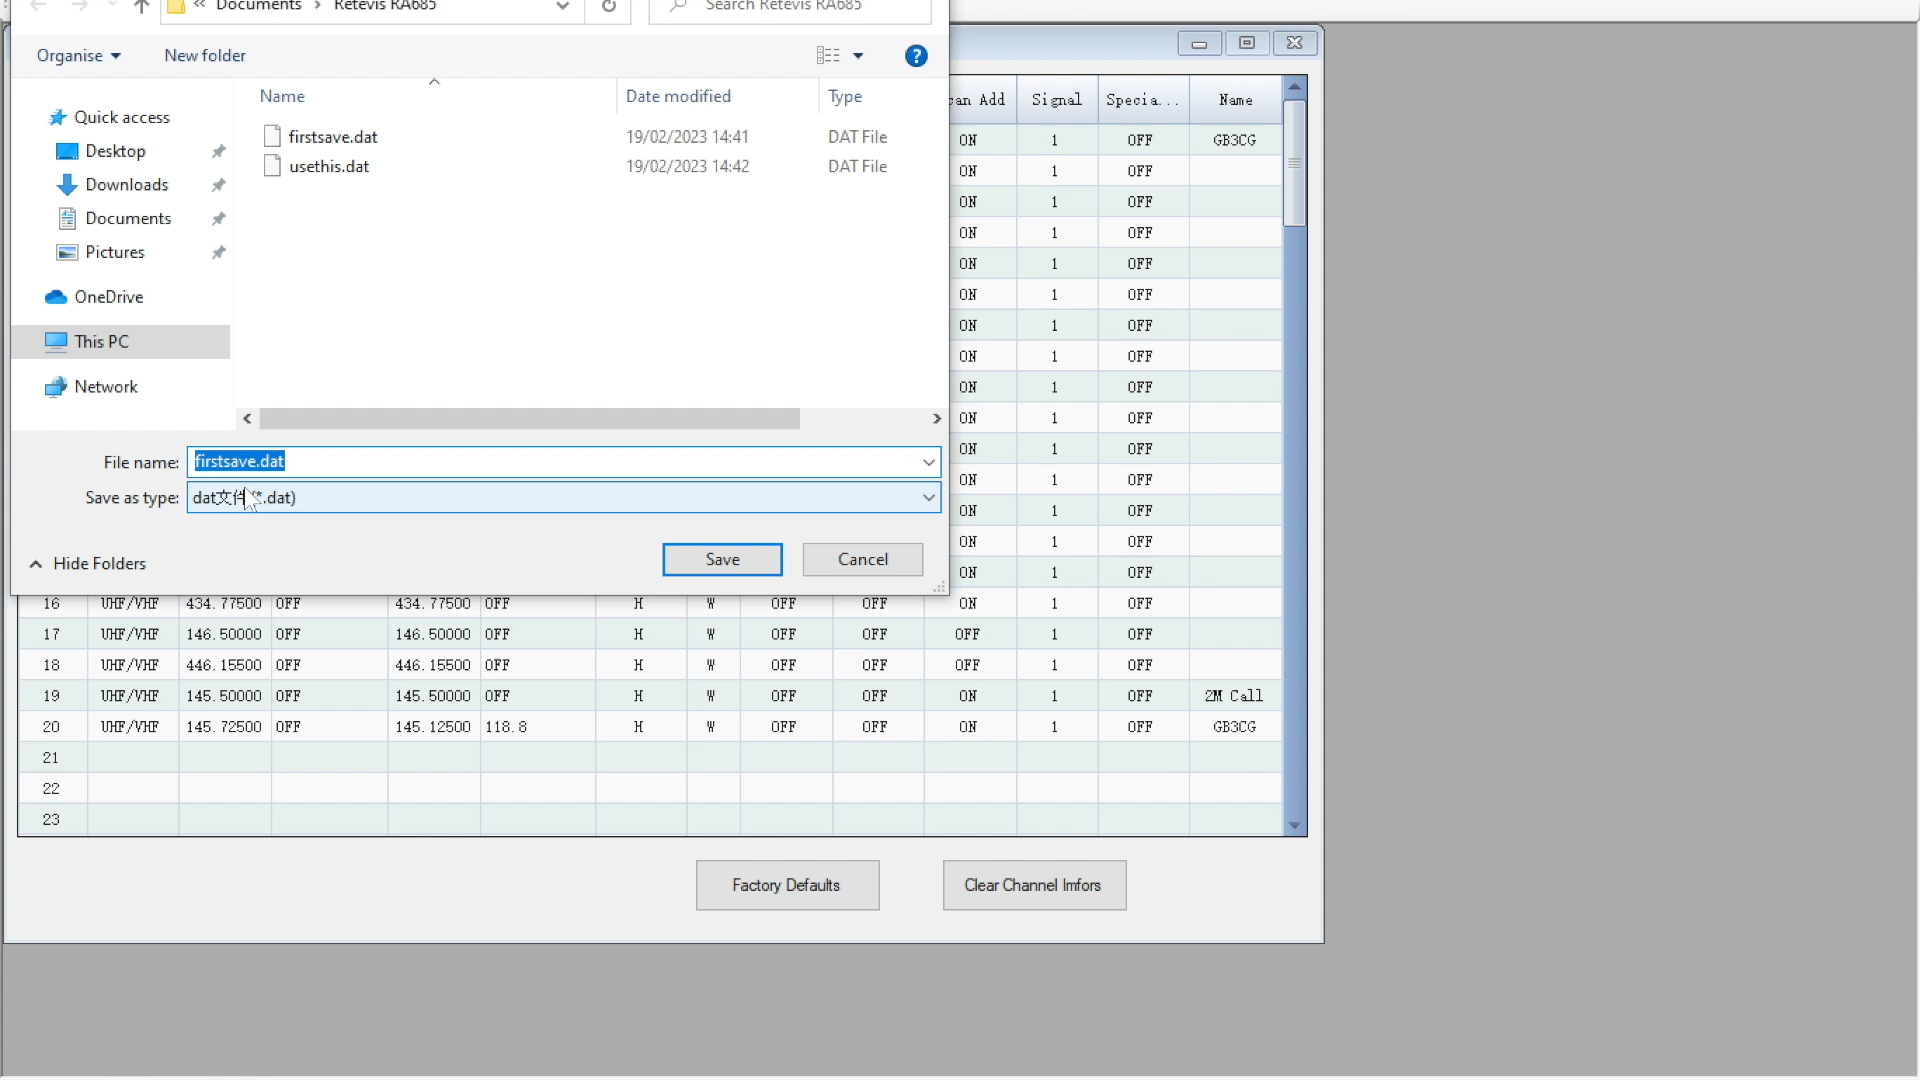 « Documents › Retevis RA685
Search Retevis RA685
Organise
New folder
?
Name
Date modified
Type
Quick access
Desktop
Downloads
Documents
Pictures
OneDrive
This PC
Network
firstsave.dat 19/02/2023 14:41 DAT File
usethis.dat 19/02/2023 14:42 DAT File
File name: firstsave.dat
Save as type: dat文件(*.dat)
Hide Folders
Save
Cancel
an Add Signal Specia... Name
ON 1 OFF GB3CG
ON 1 OFF
ON 1 OFF
ON 1 OFF
ON 1 OFF
ON 1 OFF
ON 1 OFF
ON 1 OFF
ON 1 OFF
ON 1 OFF
ON 1 OFF
ON 1 OFF
ON 1 OFF
ON 1 OFF
ON 1 OFF
16 UHF/VHF 434.77500 OFF 434.77500 OFF H W OFF OFF ON 1 OFF
17 UHF/VHF 146.50000 OFF 146.50000 OFF H W OFF OFF OFF 1 OFF
18 UHF/VHF 446.15500 OFF 446.15500 OFF H W OFF OFF OFF 1 OFF
19 UHF/VHF 145.50000 OFF 145.50000 OFF H W OFF OFF ON 1 OFF 2M Call
20 UHF/VHF 145.72500 OFF 145.12500 118.8 H W OFF OFF ON 1 OFF GB3CG
21
22
23
Factory Defaults
Clear Channel Imfors